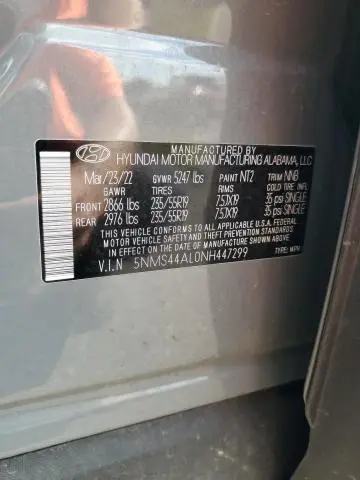 MANUFACTURED BY
HYUNDAI MOTOR MANUFACTURING ALABAMA, LLC
Mar/23/22 GVWR 5247 lbs PAINT NT2 TRIM NNB
GAWR TIRES RIMS COLD TIRE INFL.
FRONT 2866 lbs 235/55R19 7.5JX19 35 psi SINGLE
REAR 2976 lbs 235/55R19 7.5JX19 35 psi SINGLE
THIS VEHICLE CONFORMS TO ALL APPLICABLE U.S.A. FEDERAL
MOTOR VEHICLE SAFETY, BUMPER, AND THEFT PREVENTION STANDARDS
IN EFFECT ON THE DATE OF MANUFACTURE SHOWN ABOVE.
V.I.N 5NMS44AL0NH447299 TYPE: MPV